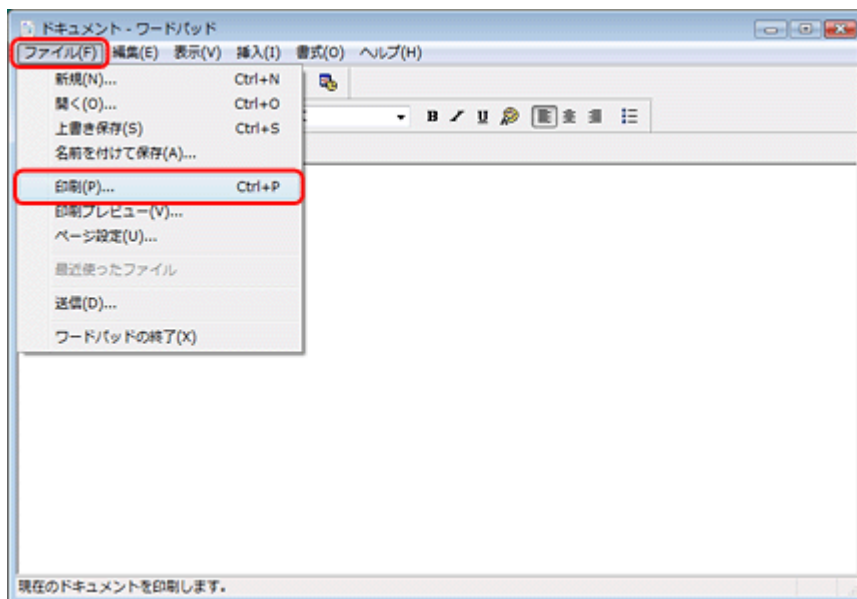 ドキュメント - ワードパッド
ファイル(F) 編集(E) 表示(V) 挿入(I) 書式(O) ヘルプ(H)
新規(N)... Ctrl+N
開く(O)... Ctrl+O
上書き保存(S) Ctrl+S
名前を付けて保存(A)...
印刷(P)... Ctrl+P
印刷プレビュー(V)...
ページ設定(U)...
最近使ったファイル
送信(D)...
ワードパッドの終了(X)
B I U
現在のドキュメントを印刷します。